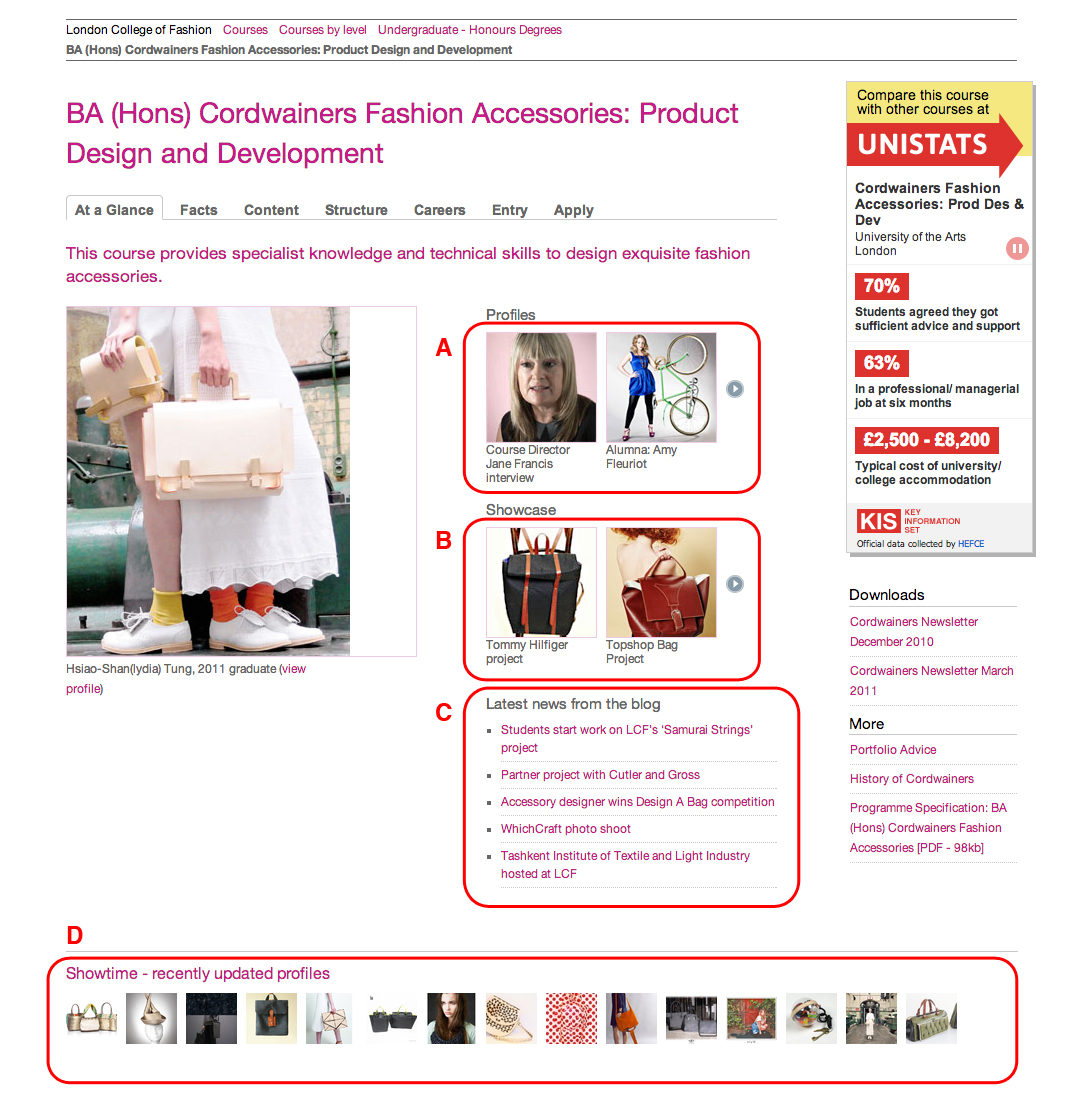 London College of Fashion Courses Courses by level Undergraduate - Honours Degrees
BA (Hons) Cordwainers Fashion Accessories: Product Design and Development
BA (Hons) Cordwainers Fashion Accessories: Product
Design and Development
At a Glance Facts Content Structure Careers Entry Apply
This course provides specialist knowledge and technical skills to design exquisite fashion
accessories.
Hsiao-Shan(lydia) Tung, 2011 graduate (view
profile)
Profiles
A
Course Director
Jane Francis
interview
Alumna: Amy
Fleuriot
Showcase
B
Tommy Hilfiger
project
Topshop Bag
Project
C
Latest news from the blog
Students start work on LCF's 'Samurai Strings'
project
Partner project with Cutler and Gross
Accessory designer wins Design A Bag competition
WhichCraft photo shoot
Tashkent Institute of Textile and Light Industry
hosted at LCF
Compare this course
with other courses at
UNISTATS
Cordwainers Fashion
Accessories: Prod Des &
Dev
University of the Arts
London
70%
Students agreed they got
sufficient advice and support
63%
In a professional/ managerial
job at six months
£2,500 - £8,200
Typical cost of university/
college accommodation
KIS KEY
INFORMATION
SET
Official data collected by HEFCE
Downloads
Cordwainers Newsletter
December 2010
Cordwainers Newsletter March
2011
More
Portfolio Advice
History of Cordwainers
Programme Specification: BA
(Hons) Cordwainers Fashion
Accessories [PDF - 98kb]
D
Showtime - recently updated profiles